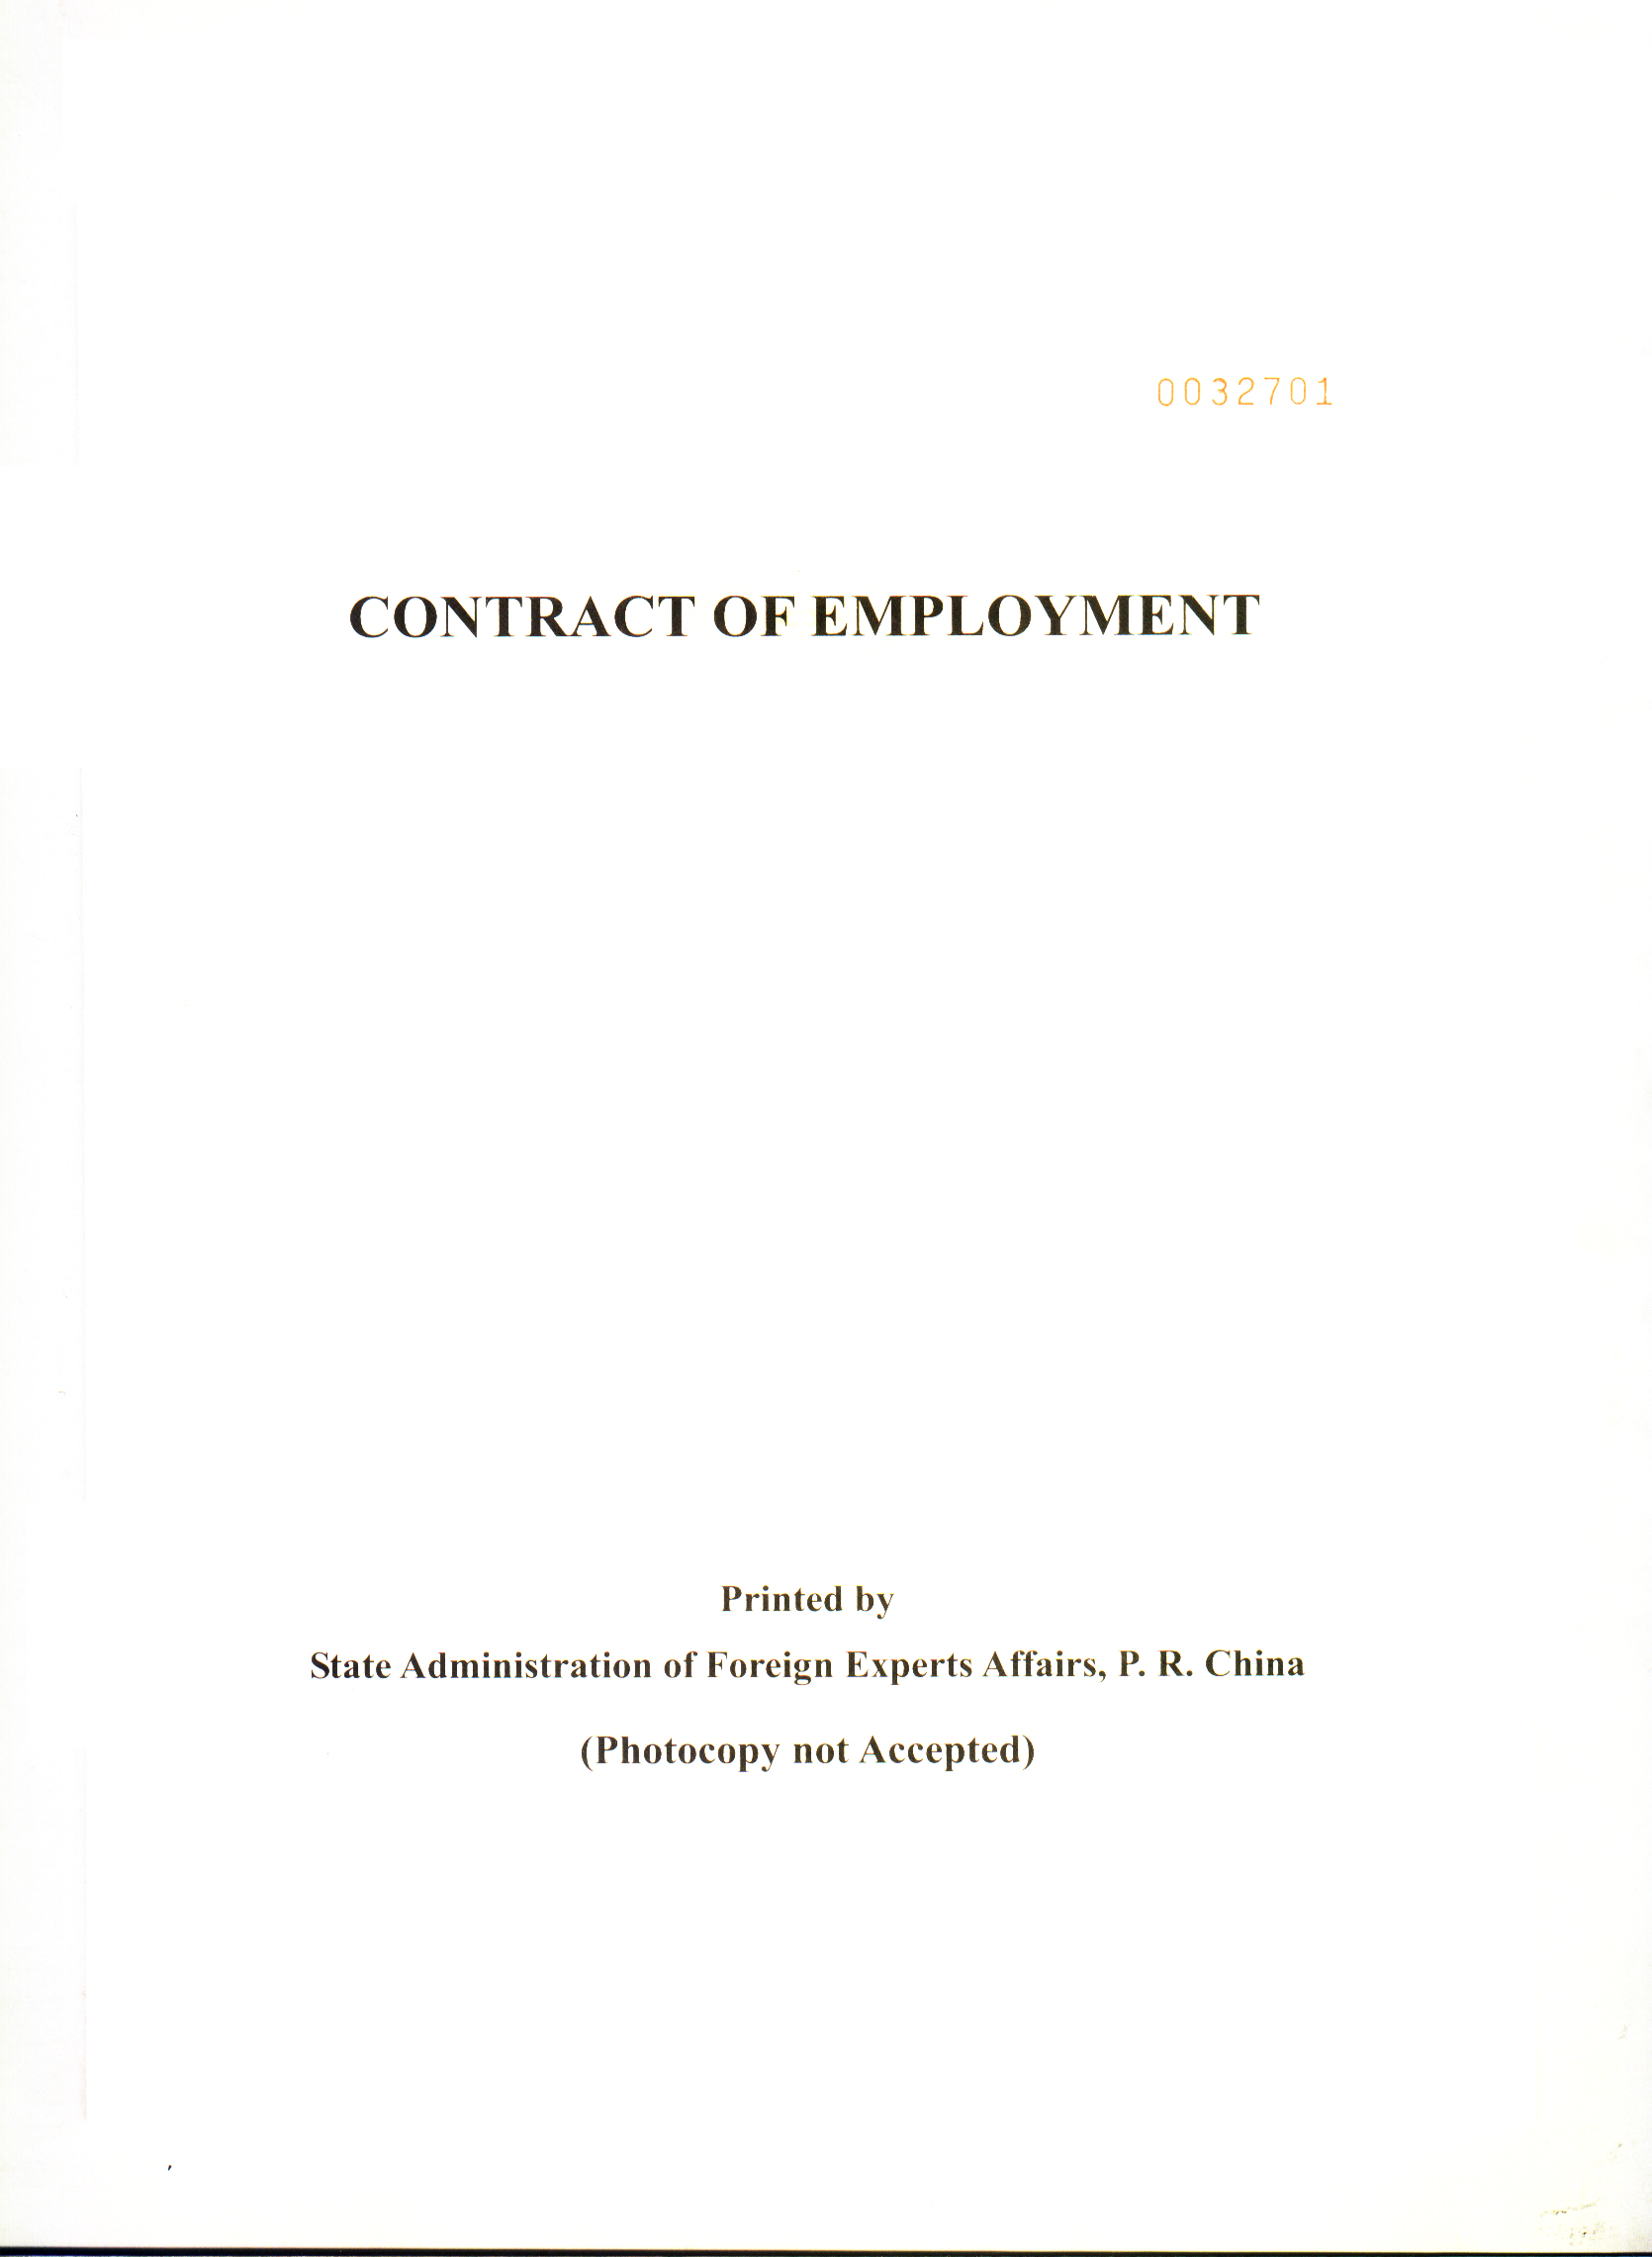 0032701
CONTRACT OF EMPLOYMENT
Printed by
State Administration of Foreign Experts Affairs, P. R. China
(Photocopy not Accepted)